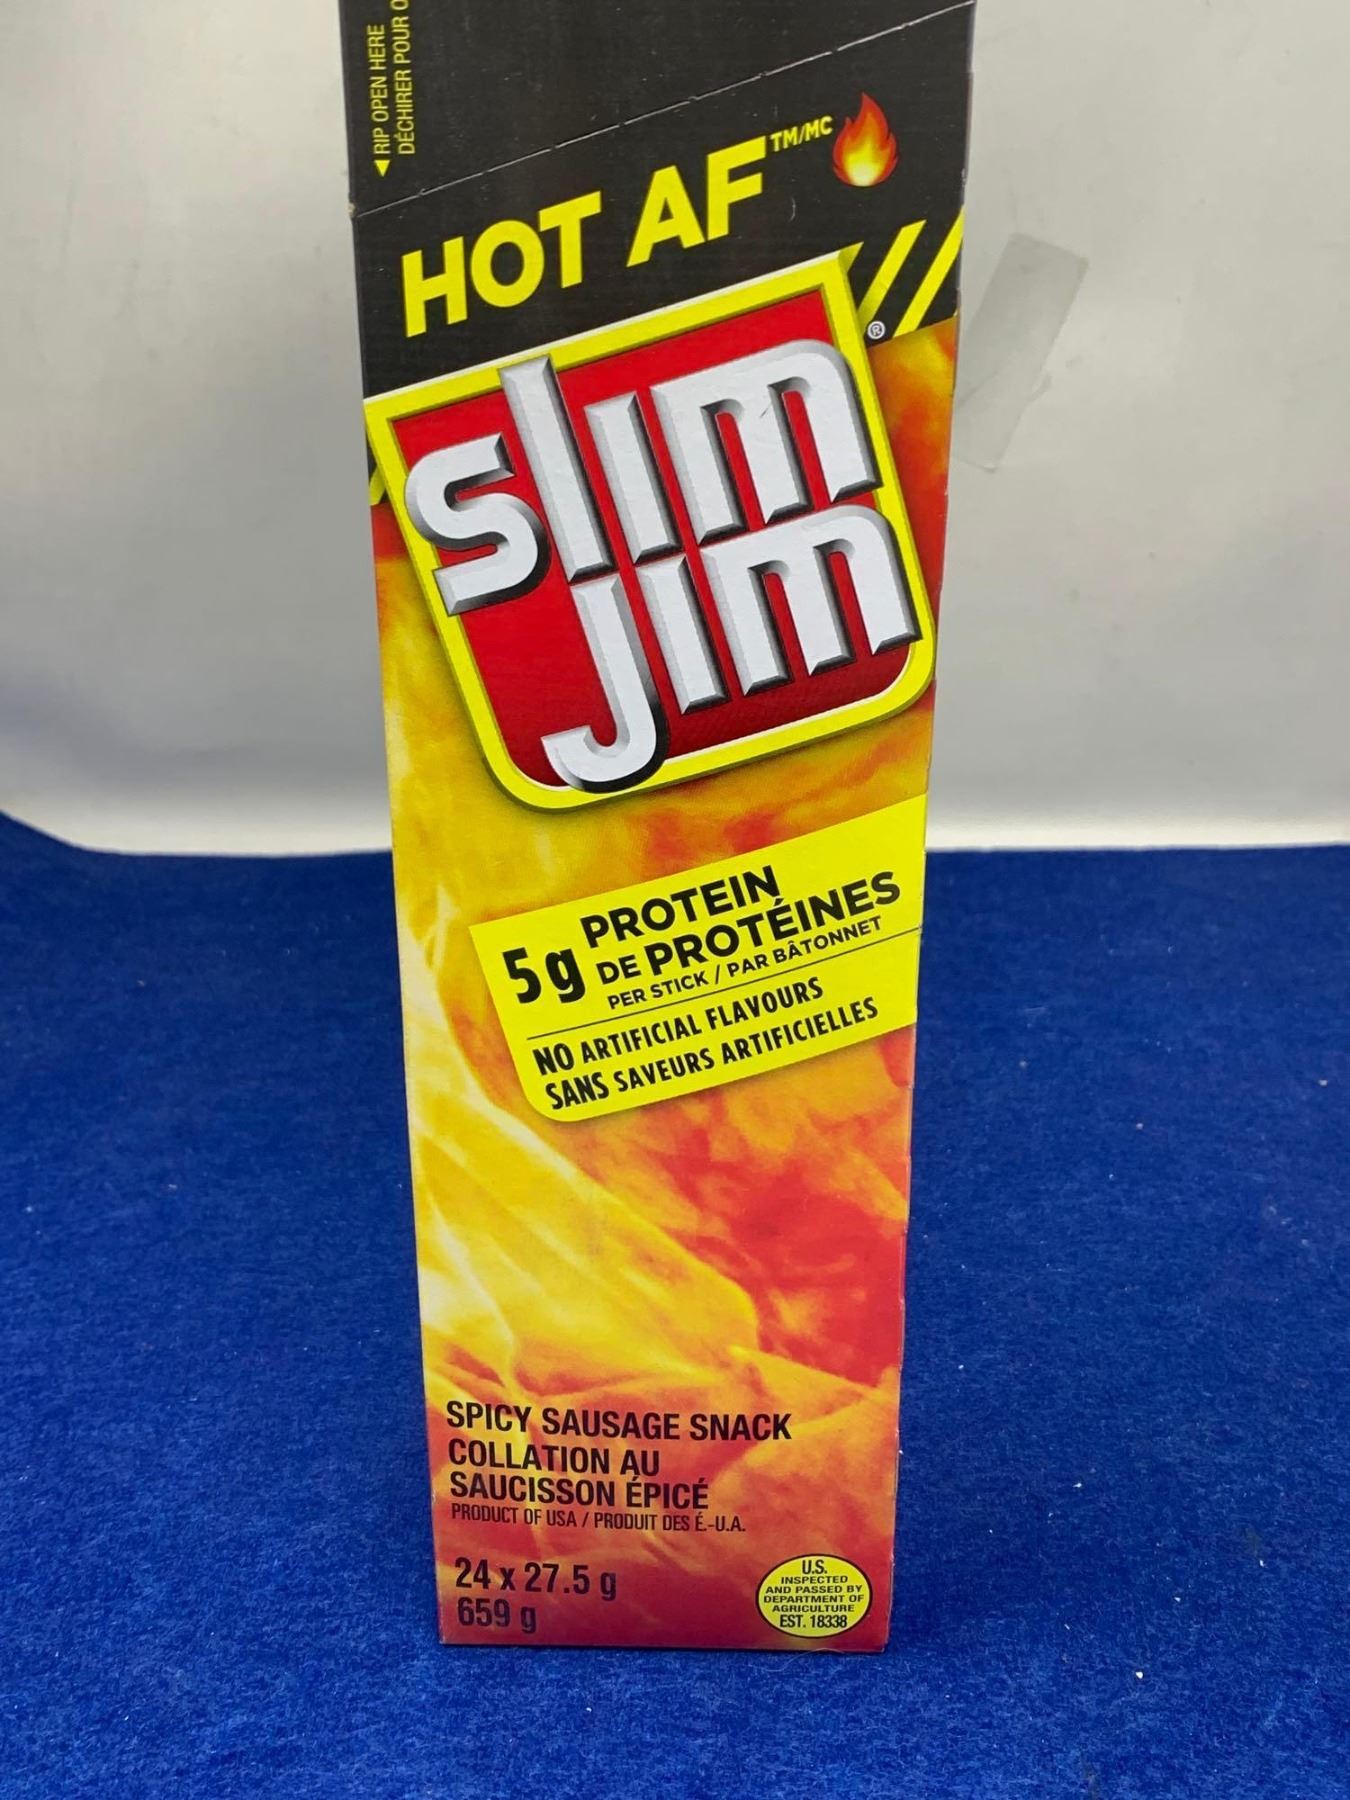 ◄ RIP OPEN HERE
DÉCHIRER POUR
HOT AF TM/MC
slim
jim ®
5g PROTEIN
DE PROTÉINES
PER STICK / PAR BÂTONNET
NO ARTIFICIAL FLAVOURS
SANS SAVEURS ARTIFICIELLES
SPICY SAUSAGE SNACK
COLLATION AU
SAUCISSON ÉPICÉ
PRODUCT OF USA / PRODUIT DES É.-U.A.
24 x 27.5 g
659 g
U.S.
INSPECTED
AND PASSED BY
DEPARTMENT OF
AGRICULTURE
EST. 18338